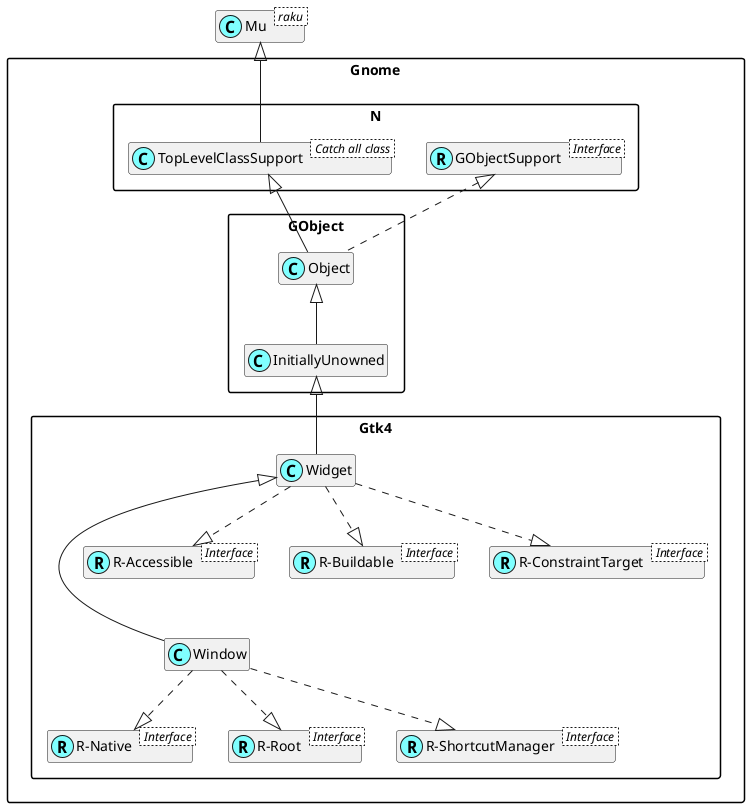 C Mu raku
Gnome
N
C TopLevelClassSupport Catch all class
R GObjectSupport Interface
GObject
C Object
C InitiallyUnowned
Gtk4
C Widget
R R-Accessible Interface
R R-Buildable Interface
R R-ConstraintTarget Interface
C Window
R R-Native Interface
R R-Root Interface
R R-ShortcutManager Interface